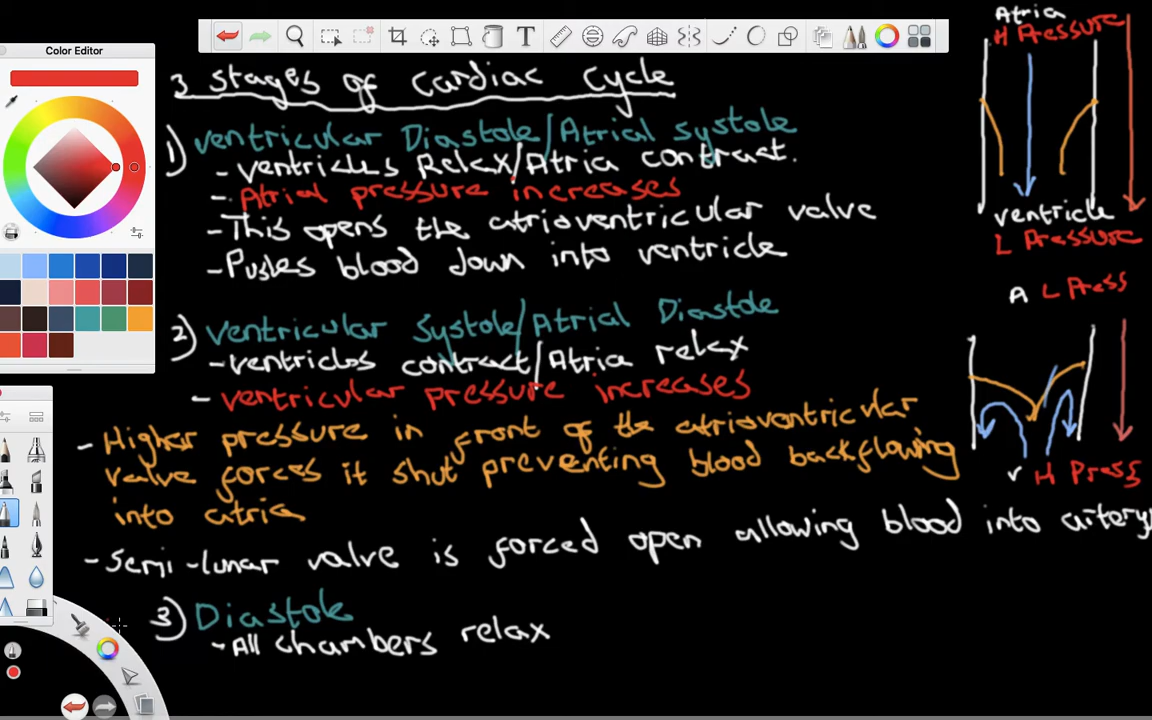 Color Editor
3 stages of Cardiac Cycle
1) Ventricular Diastole/Atrial systole
- Ventricles Relax/Atria contract.
- Atrial pressure increases
- This opens the atrioventricular valve
- Pushes blood down into ventricle
2) Ventricular Systole/Atrial Diastole
- Ventricles contract/Atria relax
- Ventricular pressure increases
- Higher pressure in front of the atrioventricular
valve forces it shut preventing blood backflowing
into atria
- Semi-lunar valve is forced open allowing blood into artery
3) Diastole
- All chambers relax
Atria
H Pressure
ventricle
L Pressure
A L Press
V H Press
T